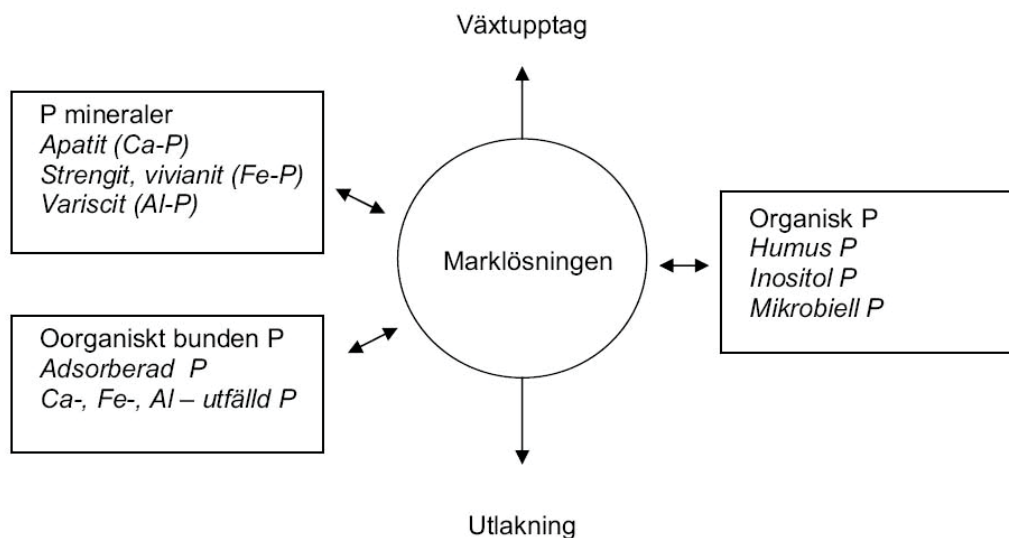 Växtupptag
P mineraler
Apatit (Ca-P)
Strengit, vivianit (Fe-P)
Variscit (Al-P)
Marklösningen
Organisk P
Humus P
Inositol P
Mikrobiell P
Oorganiskt bunden P
Adsorberad P
Ca-, Fe-, Al – utfälld P
Utlakning